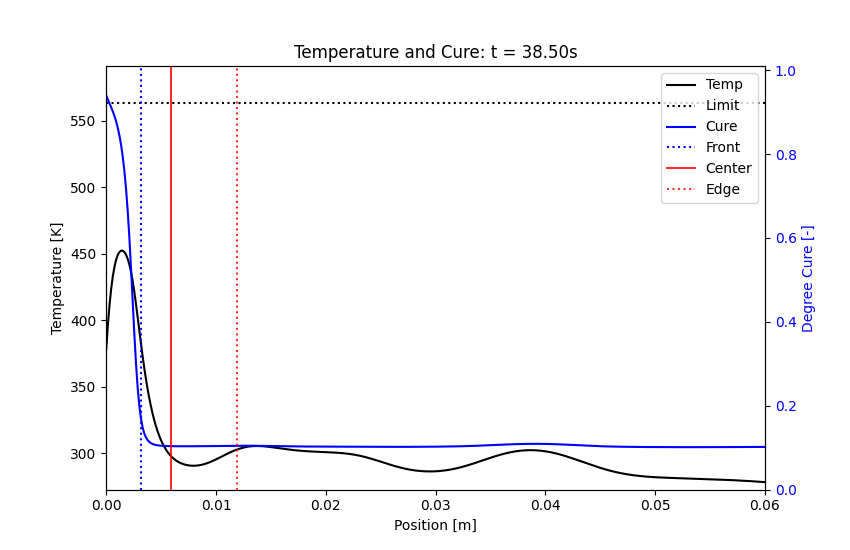 Temperature and Cure: t = 38.50s
Temp
Limit
Cure
Front
Center
Edge
Temperature [K]
550
500
450
400
350
300
1.0
0.8
0.6
0.4
0.2
0.0
Degree Cure [-]
0.00 0.01 0.02 0.03 0.04 0.05 0.06
Position [m]